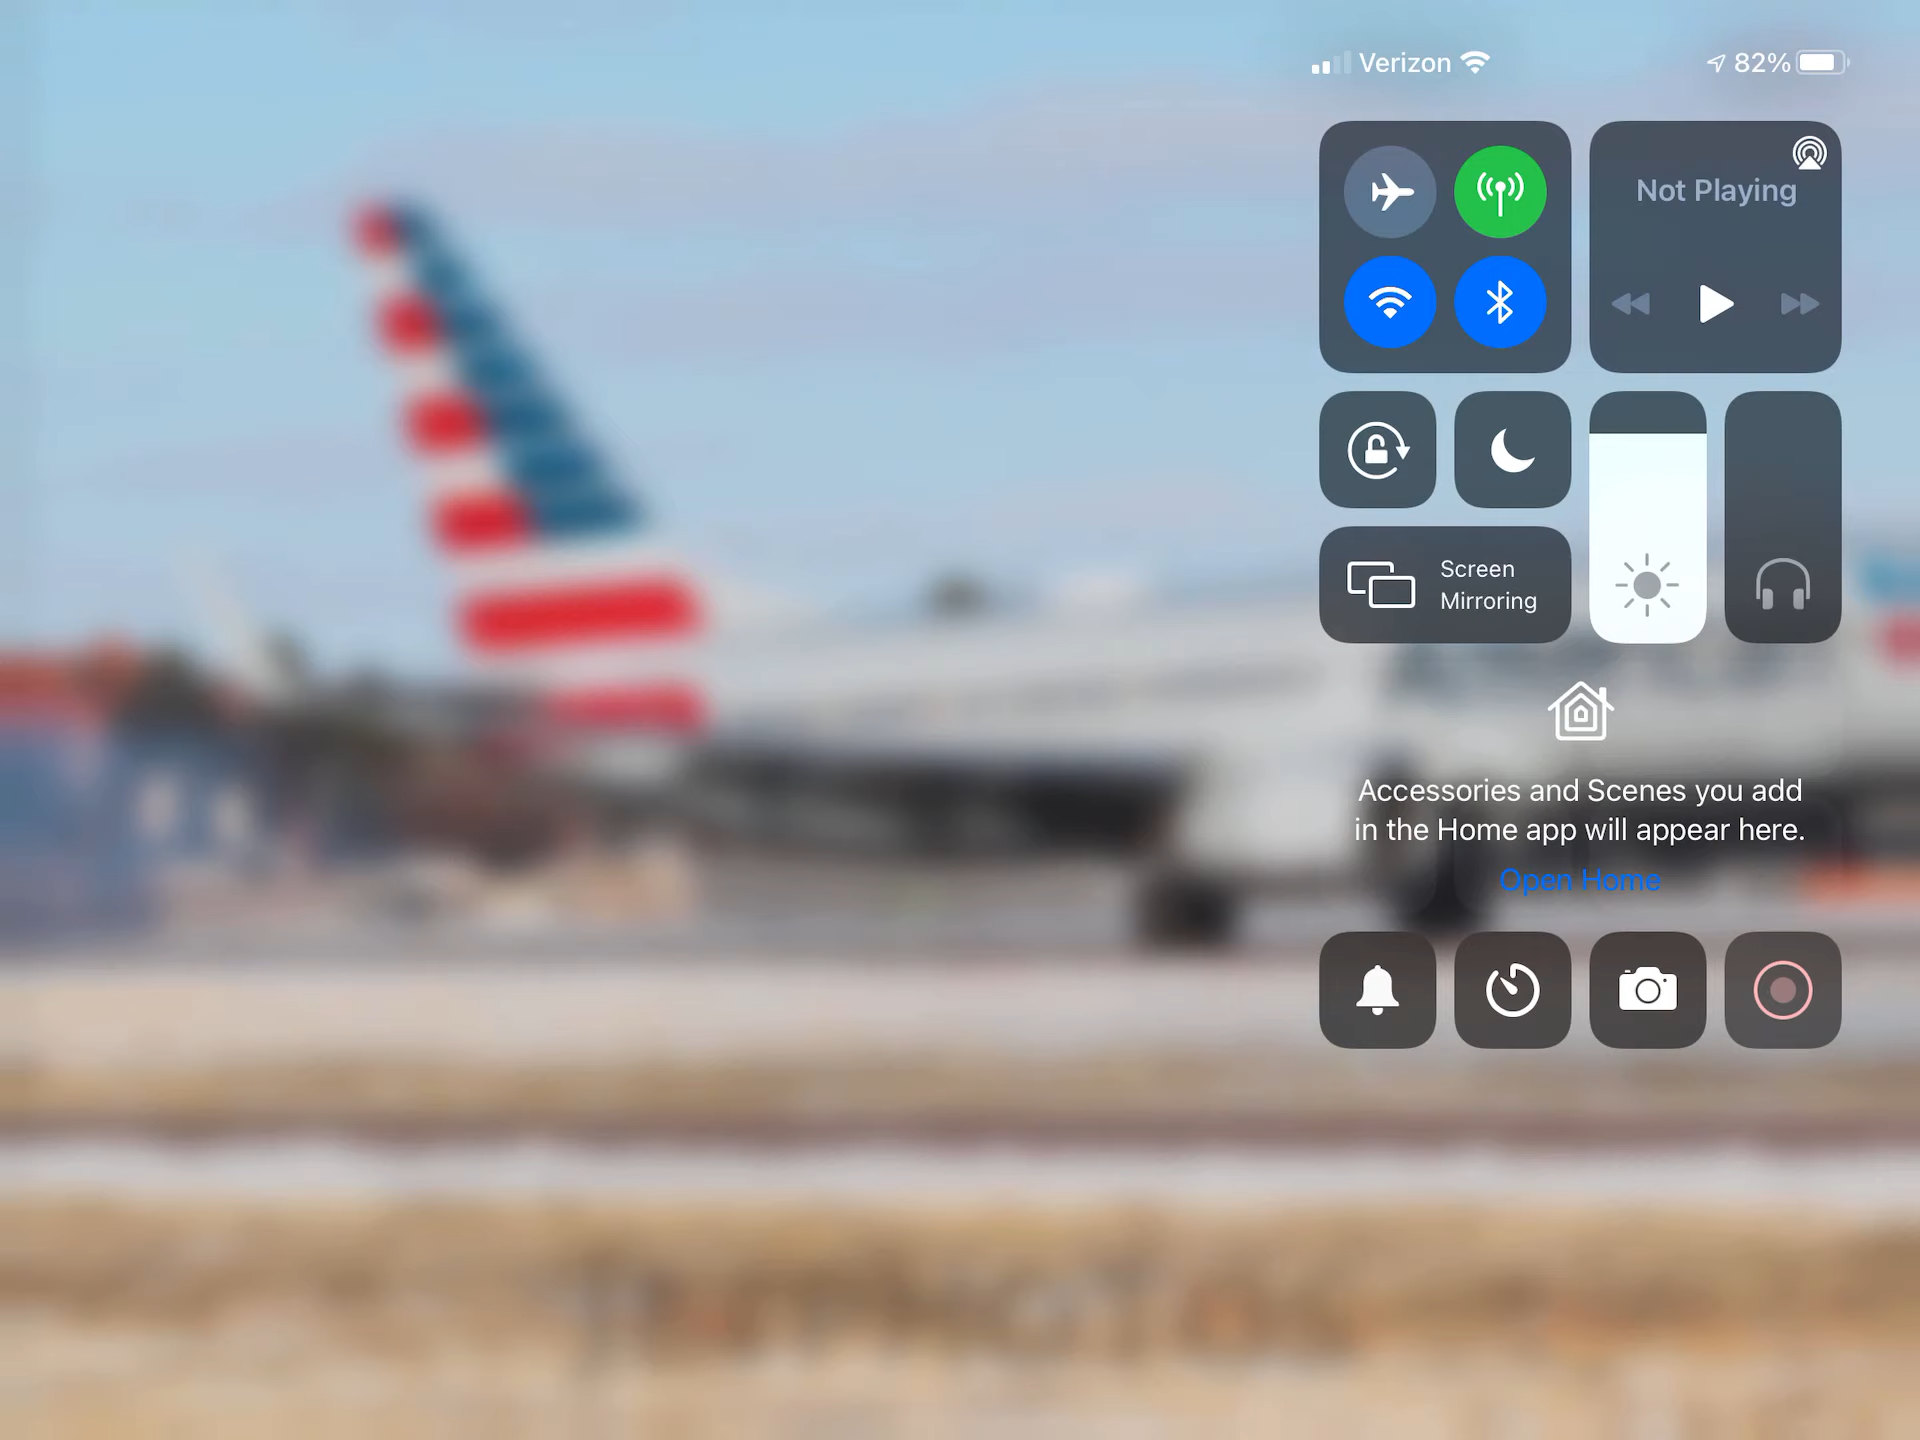 Verizon 82%
Not Playing
Screen
Mirroring
Accessories and Scenes you add
in the Home app will appear here.
Open Home